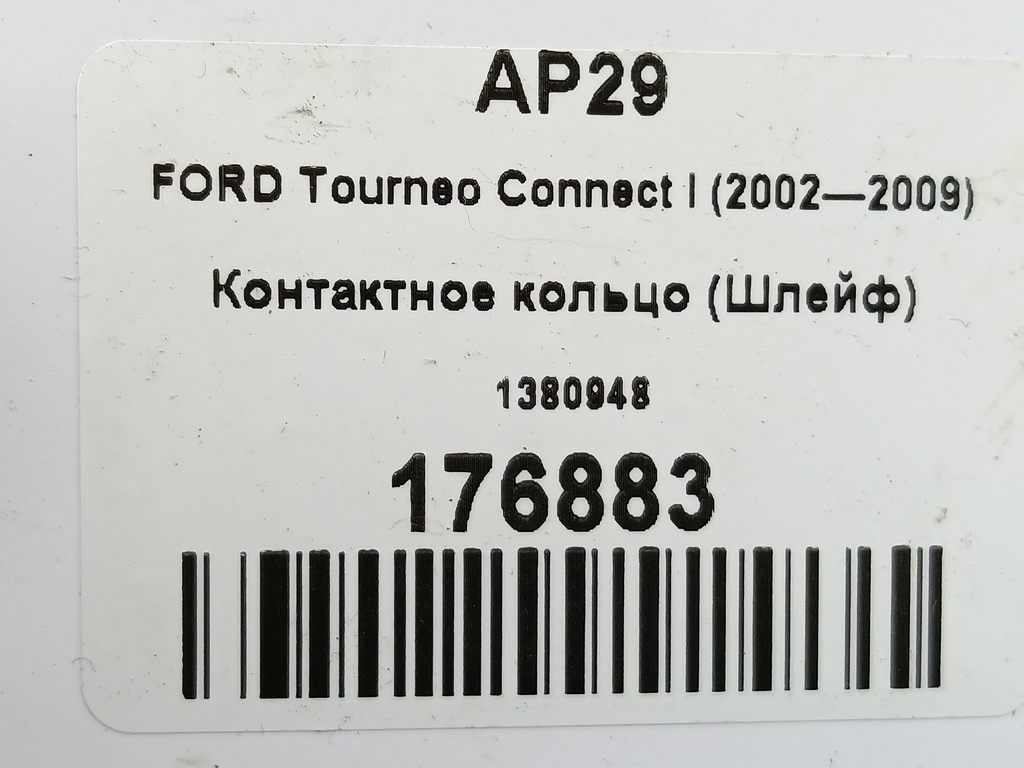 AP29
FORD Tourneo Connect I (2002—2009)
Контактное кольцо (Шлейф)
1380948
176883